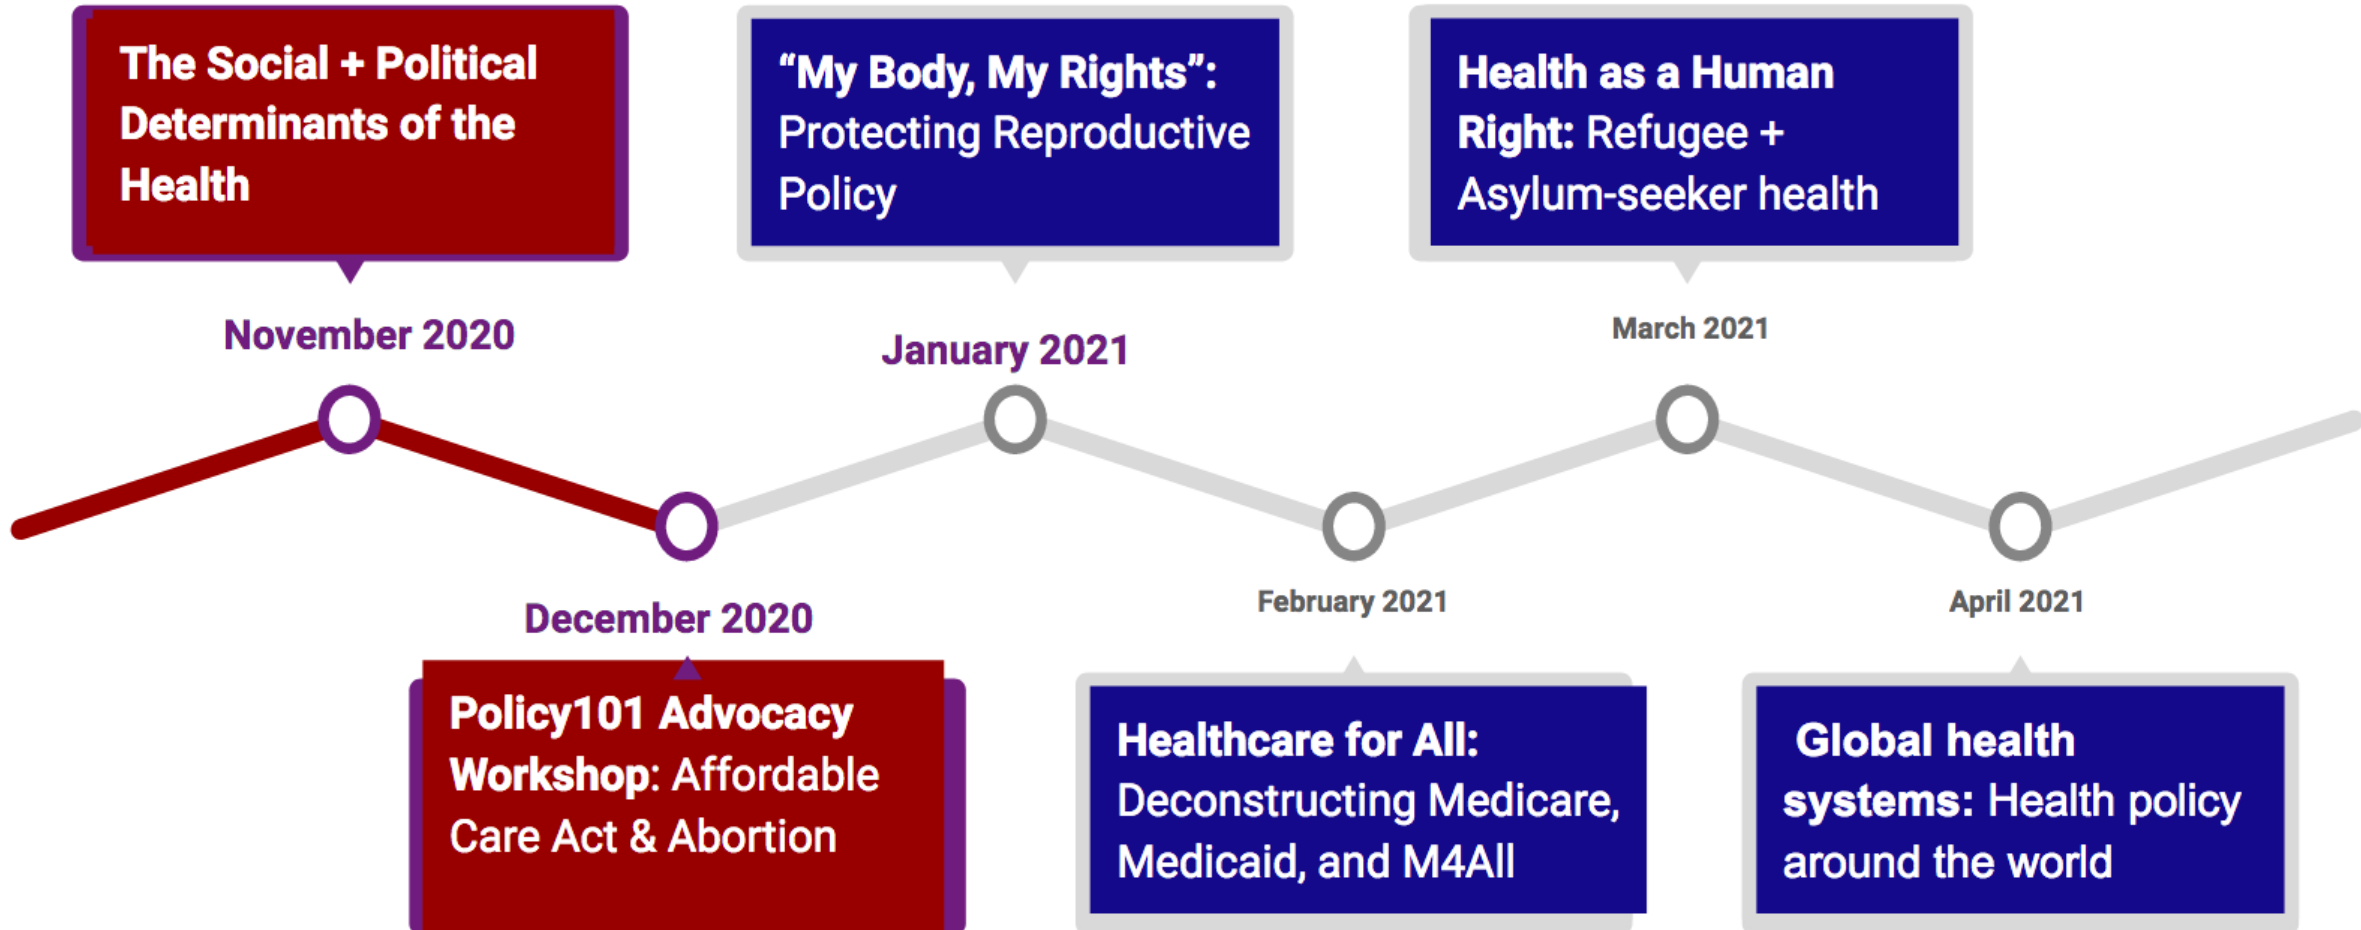 The Social + Political
Determinants of the
Health
November 2020
December 2020
Policy101 Advocacy
Workshop: Affordable
Care Act & Abortion
“My Body, My Rights”:
Protecting Reproductive
Policy
January 2021
February 2021
Healthcare for All:
Deconstructing Medicare,
Medicaid, and M4All
Health as a Human
Right: Refugee +
Asylum-seeker health
March 2021
April 2021
Global health
systems: Health policy
around the world